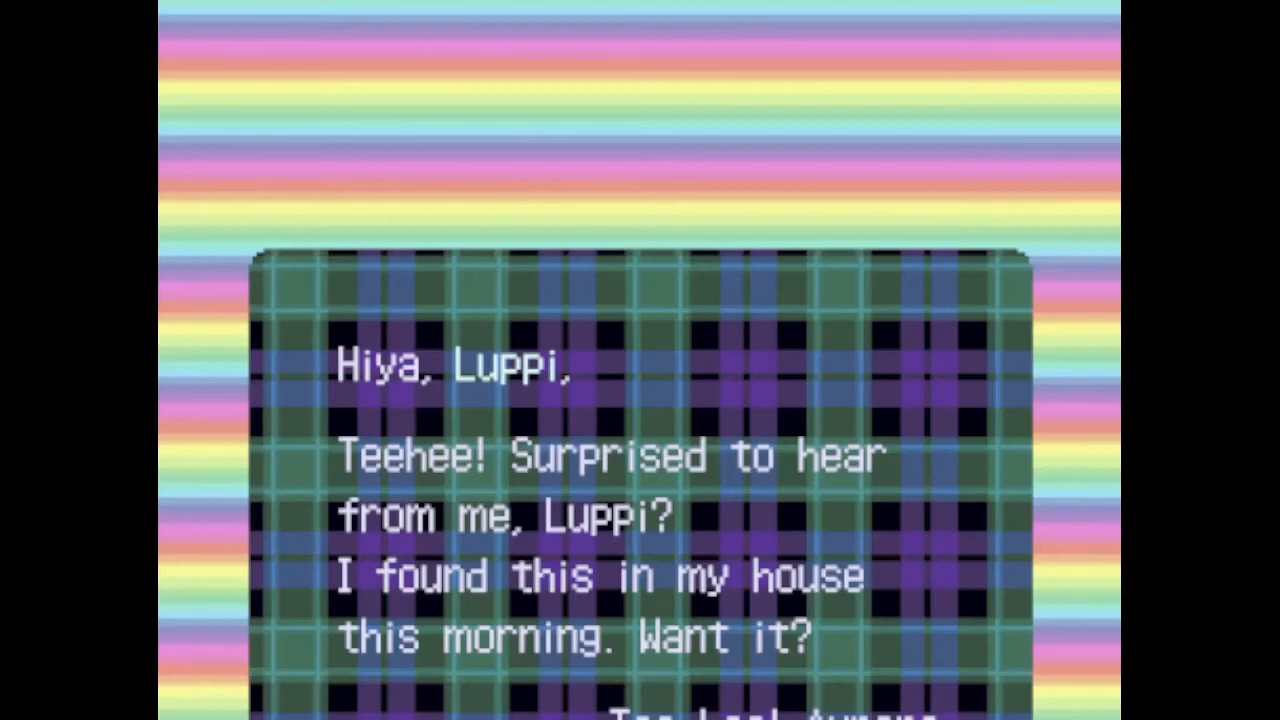 Hiya, Luppi,
Teehee! Surprised to hear
from me, Luppi?
I found this in my house
this morning. Want it?